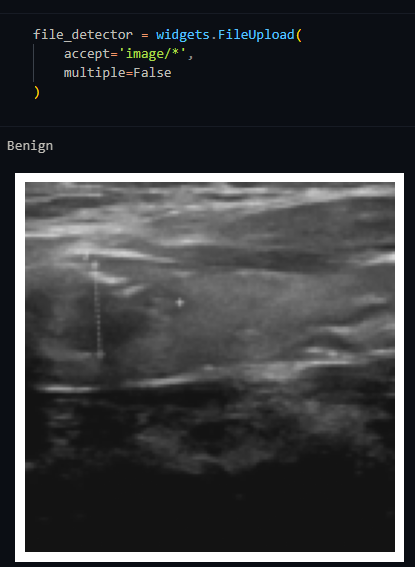 file_detector = widgets.FileUpload(
    accept='image/*',
    multiple=False
)
Benign